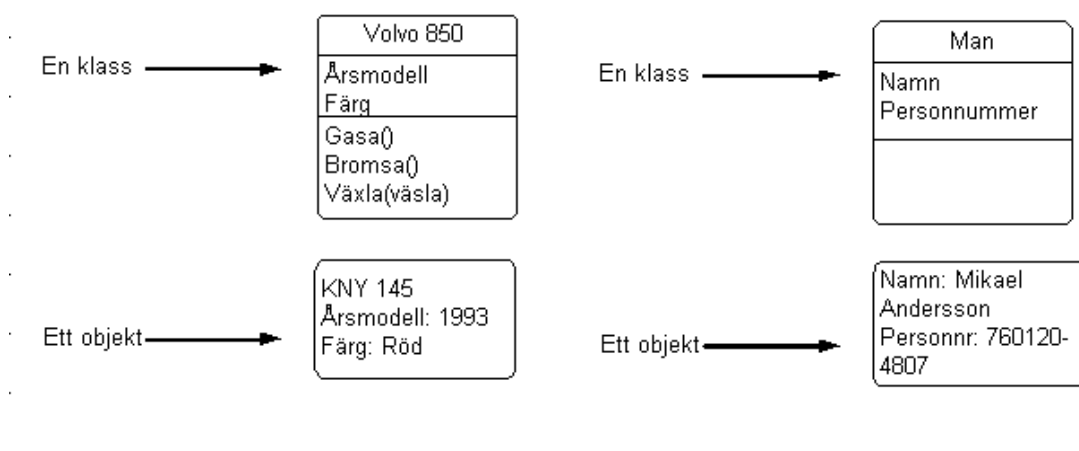 Volvo 850
En klass
Årsmodell
Färg
Gasa()
Bromsa()
Växla(väsla)
Man
En klass
Namn
Personnummer
Ett objekt
KNY 145
Årsmodell: 1993
Färg: Röd
Ett objekt
Namn: Mikael
Andersson
Personnr: 760120-
4807